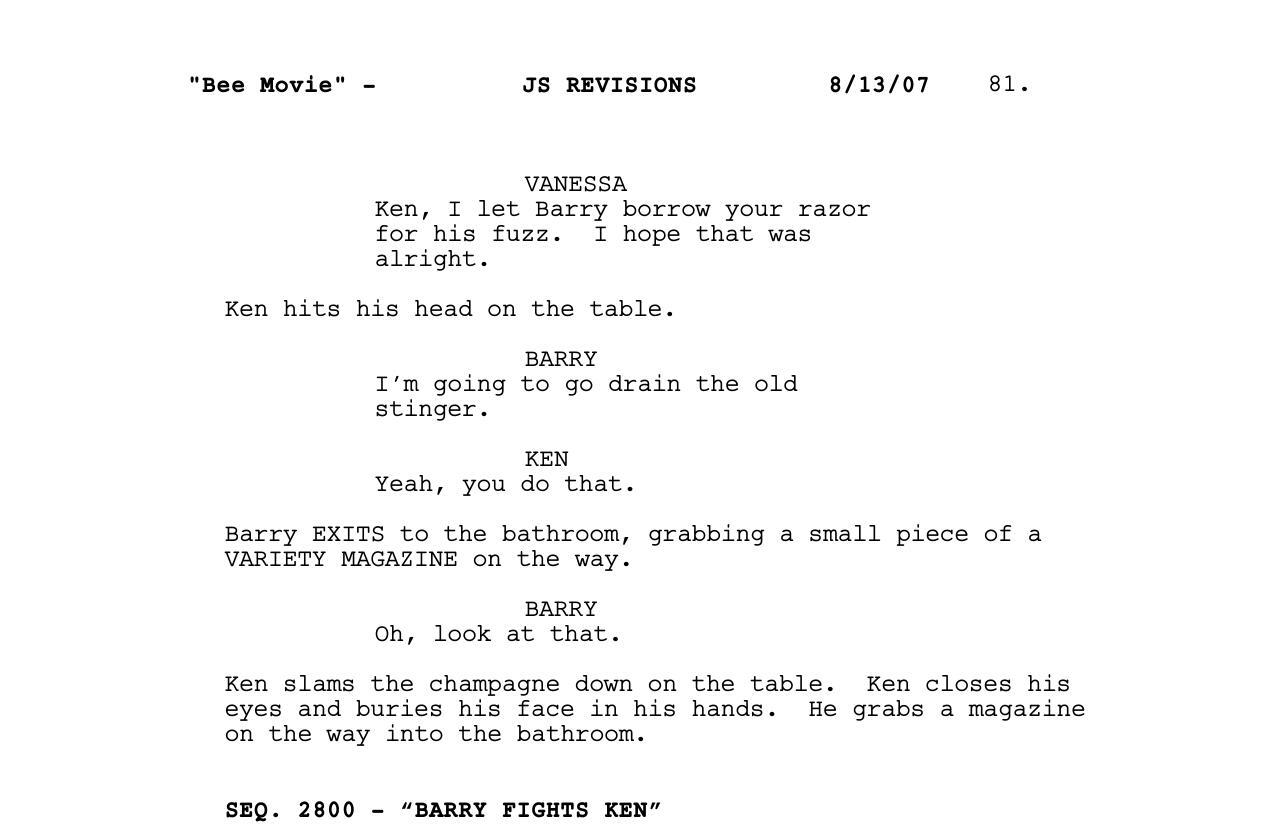 "Bee Movie" - JS REVISIONS 8/13/07 81.
VANESSA
Ken, I let Barry borrow your razor
for his fuzz.  I hope that was
alright.
Ken hits his head on the table.
BARRY
I’m going to go drain the old
stinger.
KEN
Yeah, you do that.
Barry EXITS to the bathroom, grabbing a small piece of a
VARIETY MAGAZINE on the way.
BARRY
Oh, look at that.
Ken slams the champagne down on the table.  Ken closes his
eyes and buries his face in his hands.  He grabs a magazine
on the way into the bathroom.
SEQ. 2800 - “BARRY FIGHTS KEN”